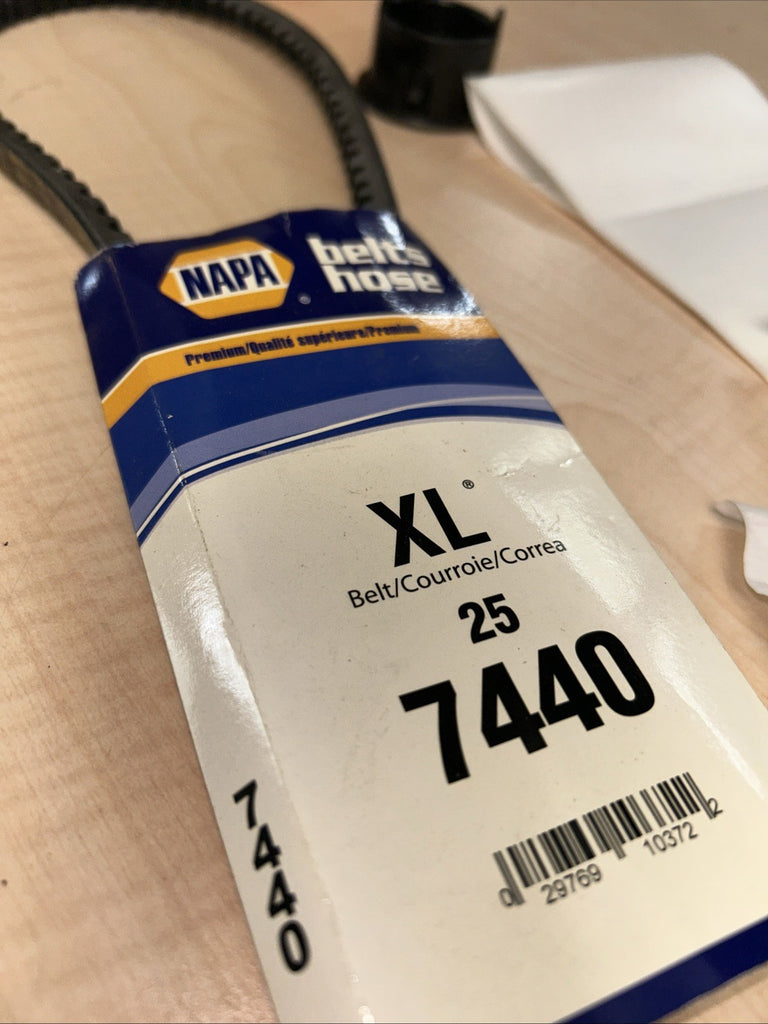 NAPA
®
belts
hose
Premium/Qualité supérieure/Premium
XL®
Belt/Courroie/Correa
25
7440
7440
0 29769 10372 2